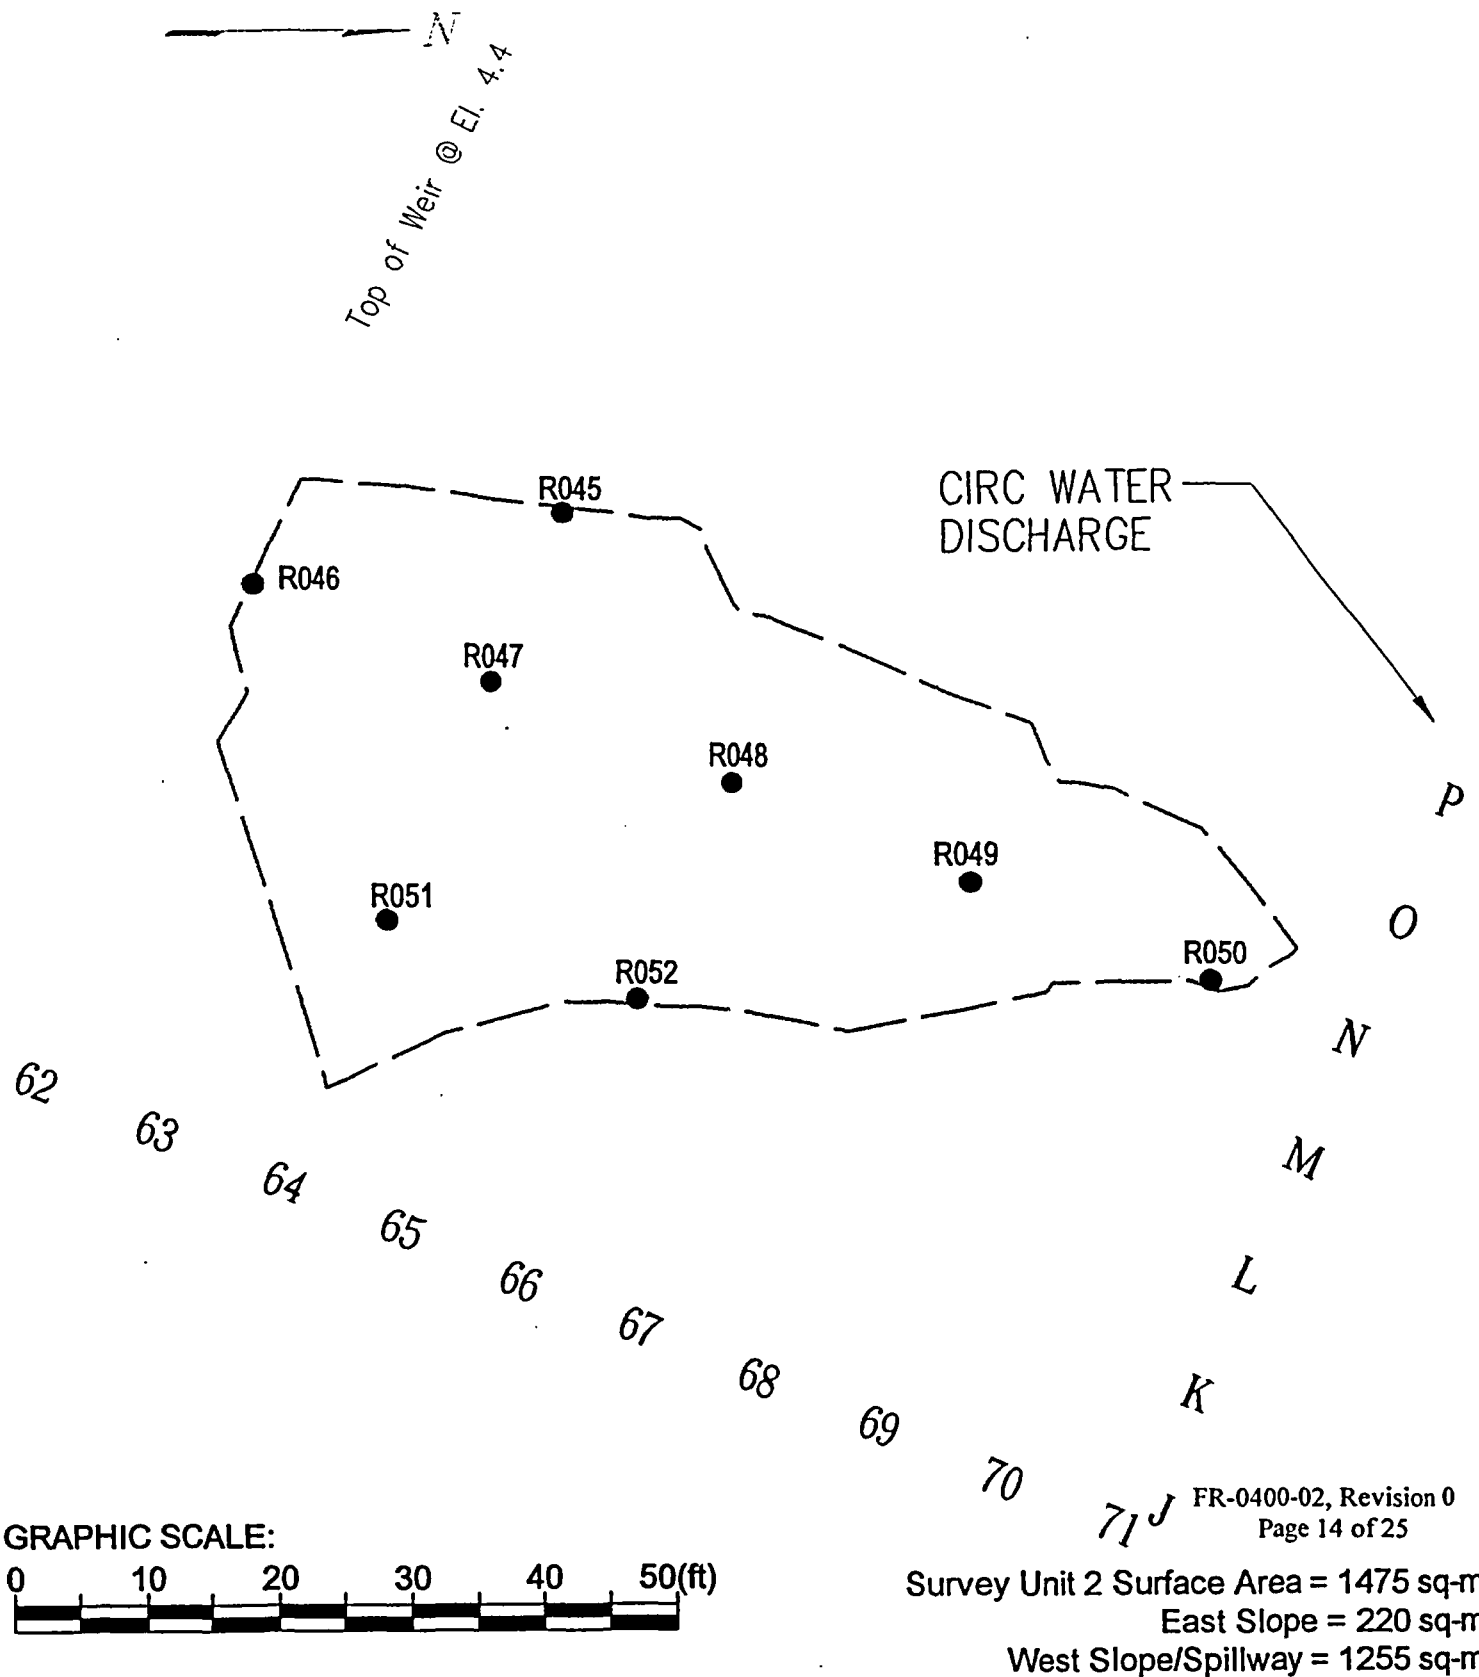 N
Top of Weir @ El. 4.4
CIRC WATER
DISCHARGE
R045
R046
R047
R048
R049
R051
R050
R052
P
O
N
M
L
K
J
62
63
64
65
66
67
68
69
70
71
FR-0400-02, Revision 0
Page 14 of 25
GRAPHIC SCALE:
0 10 20 30 40 50(ft)
Survey Unit 2 Surface Area = 1475 sq-m
East Slope = 220 sq-m
West Slope/Spillway = 1255 sq-m